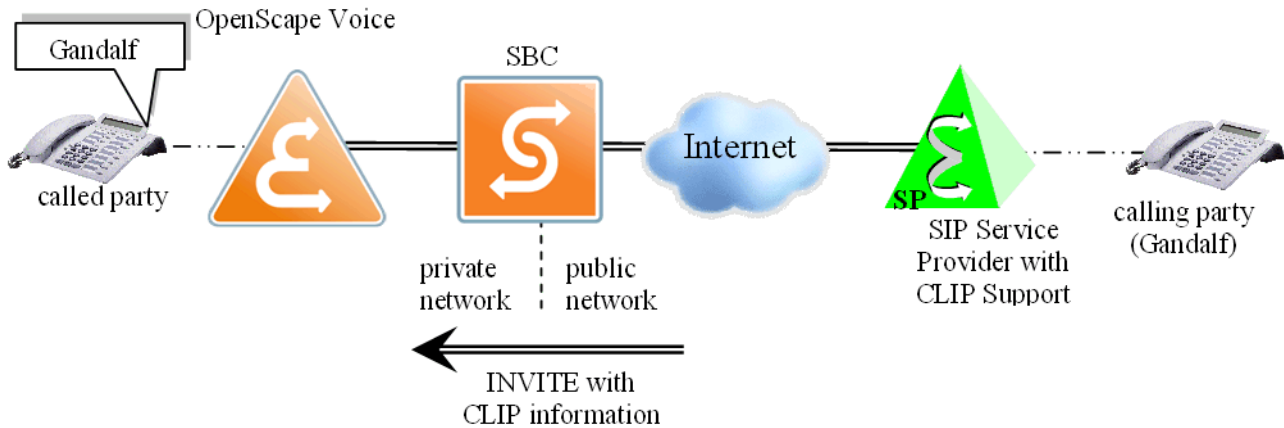 OpenScape Voice
Gandalf
SBC
Internet
called party
SP
SIP Service
Provider with
CLIP Support
calling party
(Gandalf)
private
network
public
network
INVITE with
CLIP information